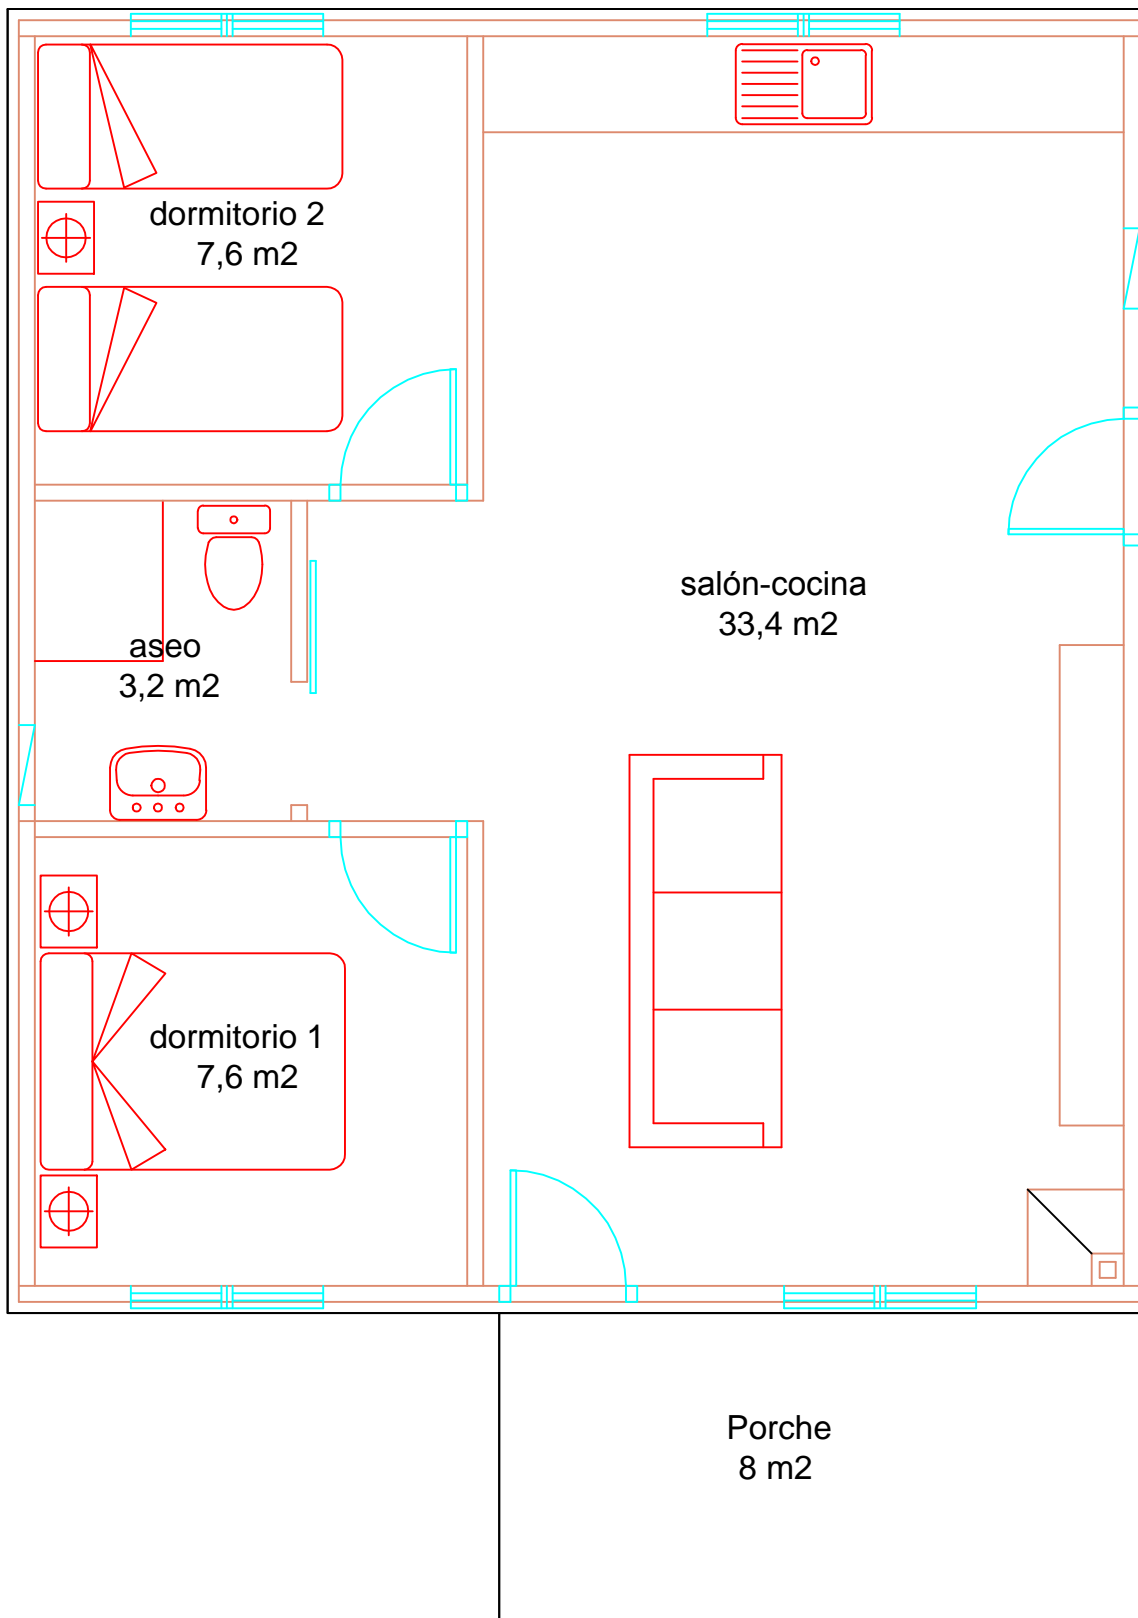 dormitorio 2
7,6 m2
salón-cocina
33,4 m2
aseo
3,2 m2
dormitorio 1
7,6 m2
Porche
8 m2